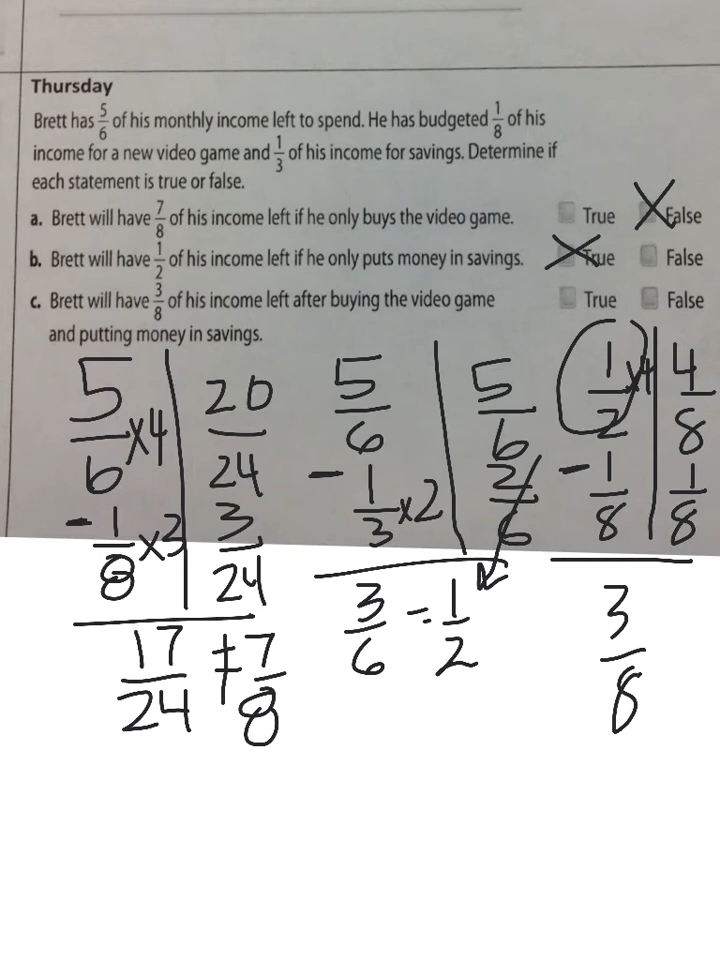 Thursday
Brett has 5/6 of his monthly income left to spend. He has budgeted 1/8 of his
income for a new video game and 1/3 of his income for savings. Determine if
each statement is true or false.
a. Brett will have 7/8 of his income left if he only buys the video game. True False
b. Brett will have 1/2 of his income left if he only puts money in savings. True False
c. Brett will have 3/8 of his income left after buying the video game True False
and putting money in savings.
5/6 x4 | 20/24
- 1/8 x3 | 3/24
17/24 ≠ 7/8
5/6 | 5/6
- 1/3 x2 | 2/6
3/6 = 1/2
1/2 x4 | 4/8
- 1/8 | 1/8
3/8